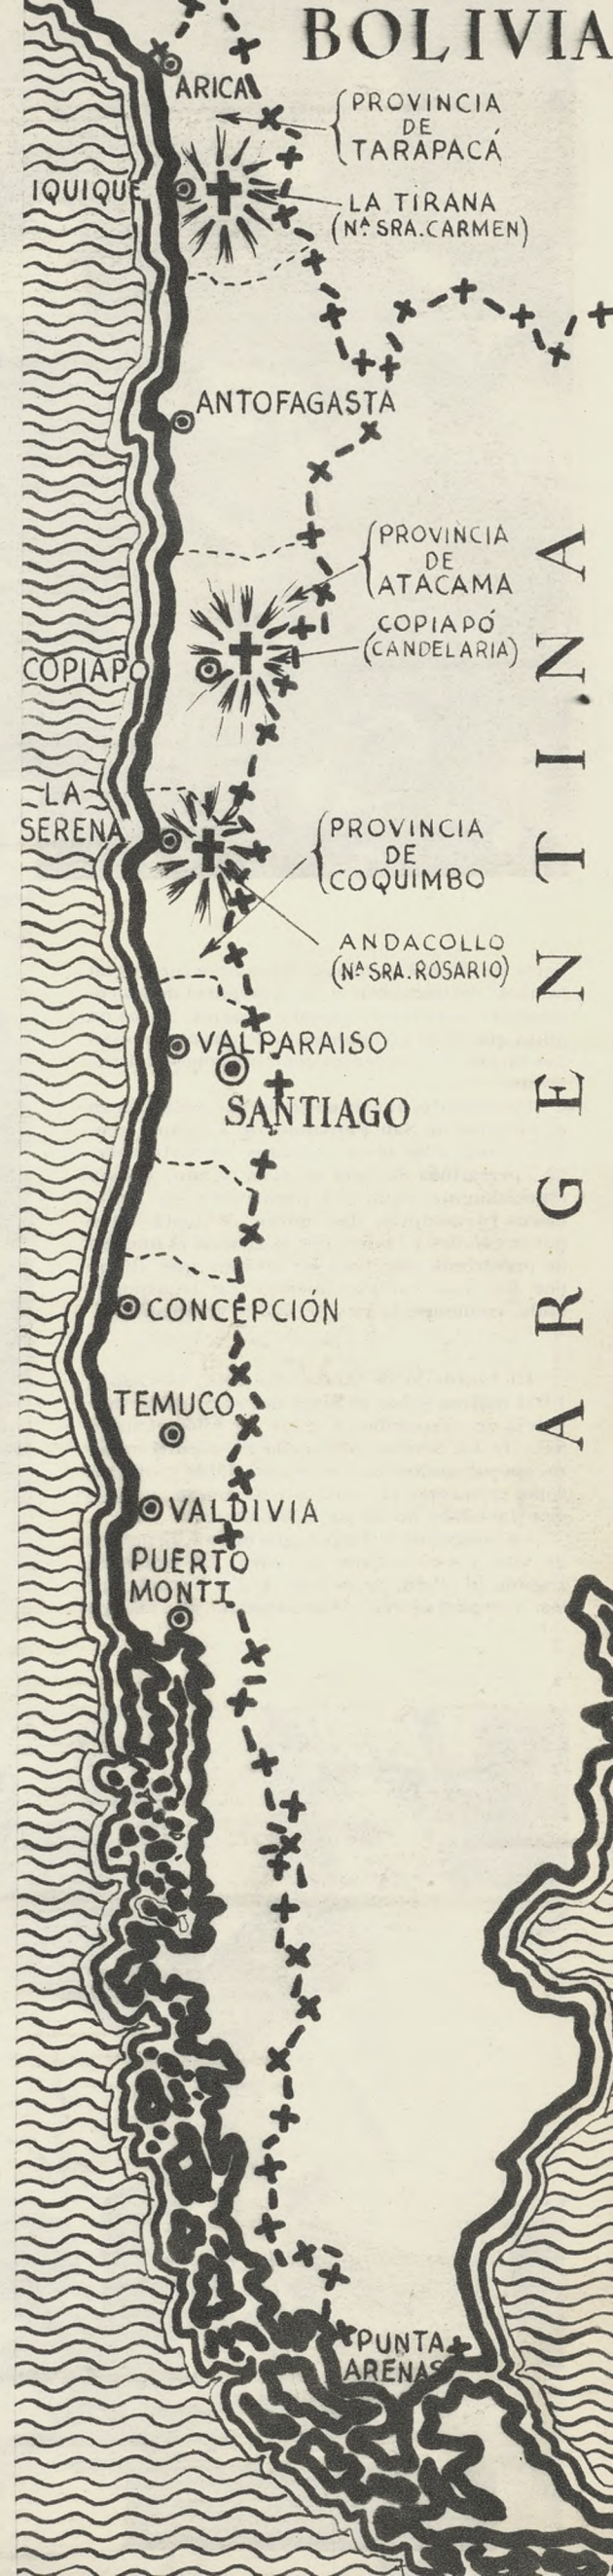 BOLIVIA
ARICA
PROVINCIA
DE
TARAPACÁ
IQUIQUE
LA TIRANA
(Nᴬ SRA. CARMEN)
ANTOFAGASTA
PROVINCIA
DE
ATACAMA
COPIAPÓ
(CANDELARIA)
COPIAPO
LA
SERENA
PROVINCIA
DE
COQUIMBO
ANDACOLLO
(Nᴬ SRA. ROSARIO)
ARGENTINA
VALPARAISO
SANTIAGO
CONCEPCIÓN
TEMUCO
VALDIVIA
PUERTO
MONTT
PUNTA
ARENAS